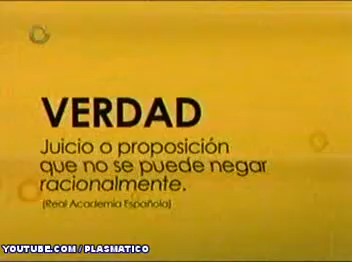 VERDAD
Juicio o proposición
que no se puede negar
racionalmente.
(Real Academia Española)
YOUTUBE.COM / PLASMATICO